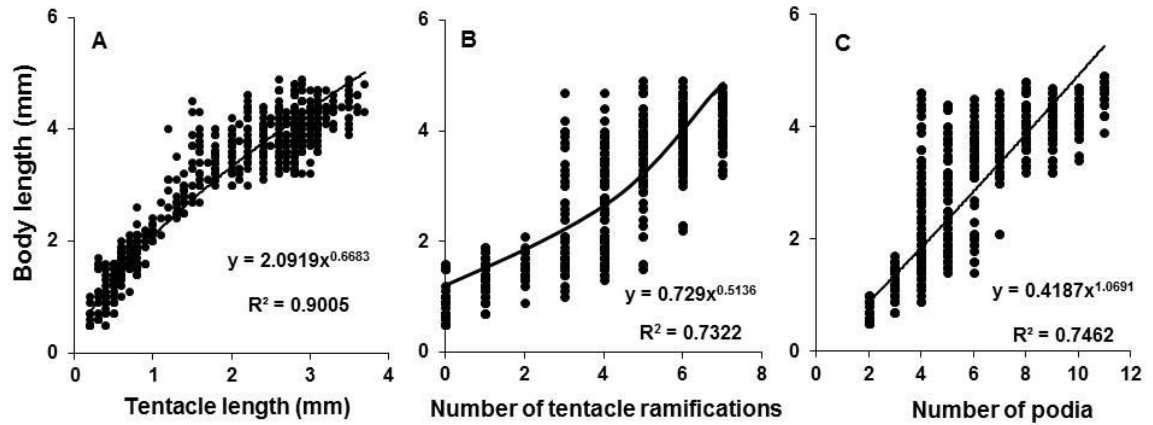 A
B
C
Body length (mm)
6
4
2
0
y = 2.0919x^0.6683
R² = 0.9005
0 1 2 3 4
Tentacle length (mm)
6
4
2
0
y = 0.729x^0.5136
R² = 0.7322
0 2 4 6 8
Number of tentacle ramifications
6
4
2
0
y = 0.4187x^1.0691
R² = 0.7462
0 2 4 6 8 10 12
Number of podia